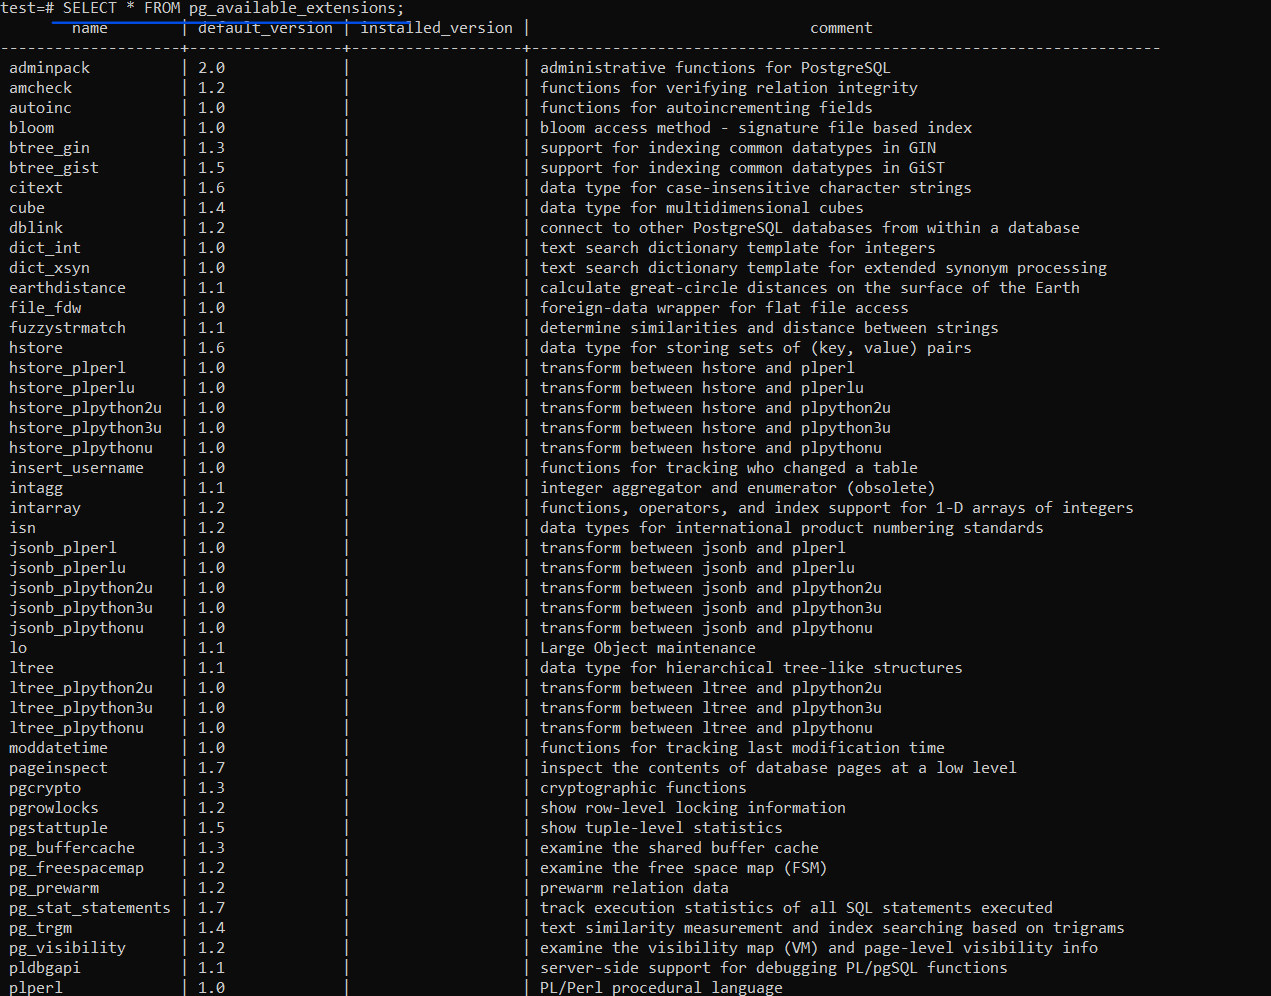 test=# SELECT * FROM pg_available_extensions;
name | default_version | installed_version | comment
--------------------+-----------------+-------------------+----------------------------------------------------------------------
adminpack | 2.0 | | administrative functions for PostgreSQL
amcheck | 1.2 | | functions for verifying relation integrity
autoinc | 1.0 | | functions for autoincrementing fields
bloom | 1.0 | | bloom access method - signature file based index
btree_gin | 1.3 | | support for indexing common datatypes in GIN
btree_gist | 1.5 | | support for indexing common datatypes in GiST
citext | 1.6 | | data type for case-insensitive character strings
cube | 1.4 | | data type for multidimensional cubes
dblink | 1.2 | | connect to other PostgreSQL databases from within a database
dict_int | 1.0 | | text search dictionary template for integers
dict_xsyn | 1.0 | | text search dictionary template for extended synonym processing
earthdistance | 1.1 | | calculate great-circle distances on the surface of the Earth
file_fdw | 1.0 | | foreign-data wrapper for flat file access
fuzzystrmatch | 1.1 | | determine similarities and distance between strings
hstore | 1.6 | | data type for storing sets of (key, value) pairs
hstore_plperl | 1.0 | | transform between hstore and plperl
hstore_plperlu | 1.0 | | transform between hstore and plperlu
hstore_plpython2u | 1.0 | | transform between hstore and plpython2u
hstore_plpython3u | 1.0 | | transform between hstore and plpython3u
hstore_plpythonu | 1.0 | | transform between hstore and plpythonu
insert_username | 1.0 | | functions for tracking who changed a table
intagg | 1.1 | | integer aggregator and enumerator (obsolete)
intarray | 1.2 | | functions, operators, and index support for 1-D arrays of integers
isn | 1.2 | | data types for international product numbering standards
jsonb_plperl | 1.0 | | transform between jsonb and plperl
jsonb_plperlu | 1.0 | | transform between jsonb and plperlu
jsonb_plpython2u | 1.0 | | transform between jsonb and plpython2u
jsonb_plpython3u | 1.0 | | transform between jsonb and plpython3u
jsonb_plpythonu | 1.0 | | transform between jsonb and plpythonu
lo | 1.1 | | Large Object maintenance
ltree | 1.1 | | data type for hierarchical tree-like structures
ltree_plpython2u | 1.0 | | transform between ltree and plpython2u
ltree_plpython3u | 1.0 | | transform between ltree and plpython3u
ltree_plpythonu | 1.0 | | transform between ltree and plpythonu
moddatetime | 1.0 | | functions for tracking last modification time
pageinspect | 1.7 | | inspect the contents of database pages at a low level
pgcrypto | 1.3 | | cryptographic functions
pgrowlocks | 1.2 | | show row-level locking information
pgstattuple | 1.5 | | show tuple-level statistics
pg_buffercache | 1.3 | | examine the shared buffer cache
pg_freespacemap | 1.2 | | examine the free space map (FSM)
pg_prewarm | 1.2 | | prewarm relation data
pg_stat_statements | 1.7 | | track execution statistics of all SQL statements executed
pg_trgm | 1.4 | | text similarity measurement and index searching based on trigrams
pg_visibility | 1.2 | | examine the visibility map (VM) and page-level visibility info
pldbgapi | 1.1 | | server-side support for debugging PL/pgSQL functions
plperl | 1.0 | | PL/Perl procedural language